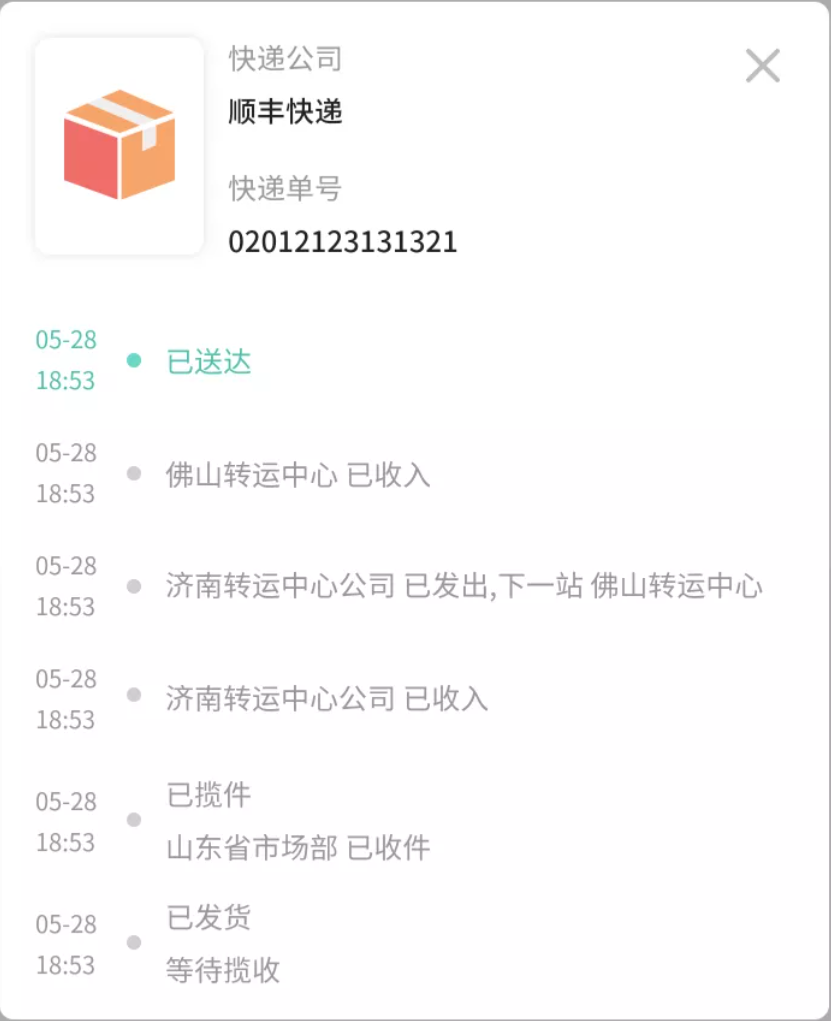 快递公司
顺丰快递
快递单号
02012123131321
05-28
18:53
已送达
05-28
18:53
佛山转运中心 已收入
05-28
18:53
济南转运中心公司 已发出,下一站 佛山转运中心
05-28
18:53
济南转运中心公司 已收入
05-28
18:53
已揽件
山东省市场部 已收件
05-28
18:53
已发货
等待揽收